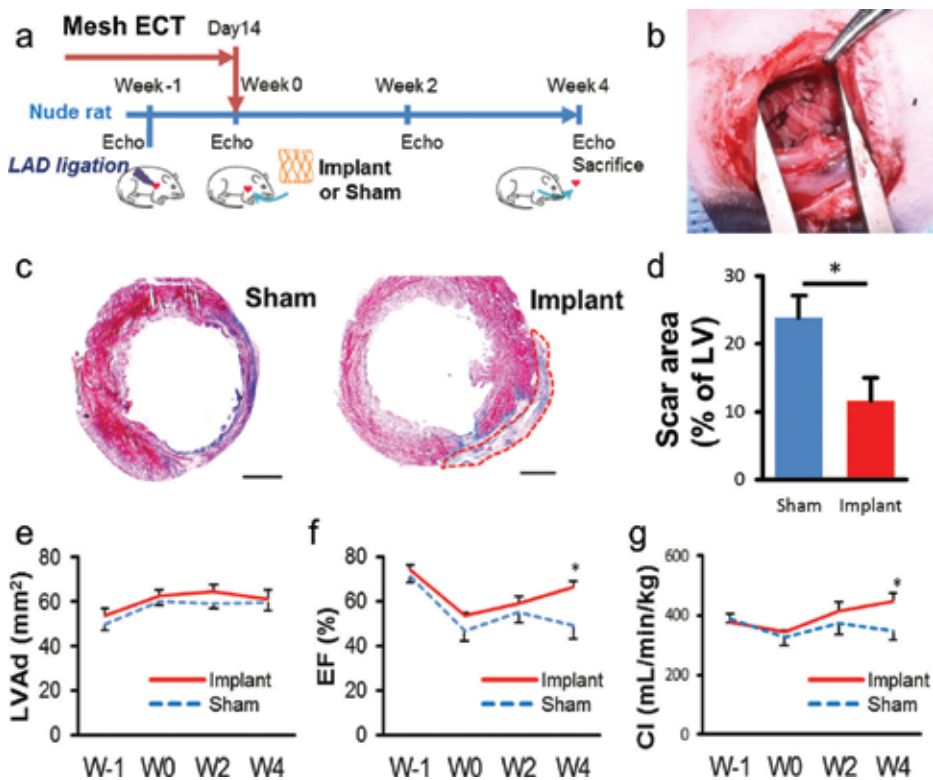 a
Mesh ECT
Day14
Week -1
Week 0
Week 2
Week 4
Nude rat
Echo
Echo
Echo
Echo
LAD ligation
Implant
or Sham
Sacrifice
b
c
Sham
Implant
d
Scar area
(% of LV)
30
20
10
0
*
Sham
Implant
e
LVAd (mm²)
80
60
40
20
0
Implant
Sham
W-1 W0 W2 W4
f
EF (%)
80
60
40
20
0
*
Implant
Sham
W-1 W0 W2 W4
g
CI (mL/min/kg)
600
400
200
0
*
Implant
Sham
W-1 W0 W2 W4